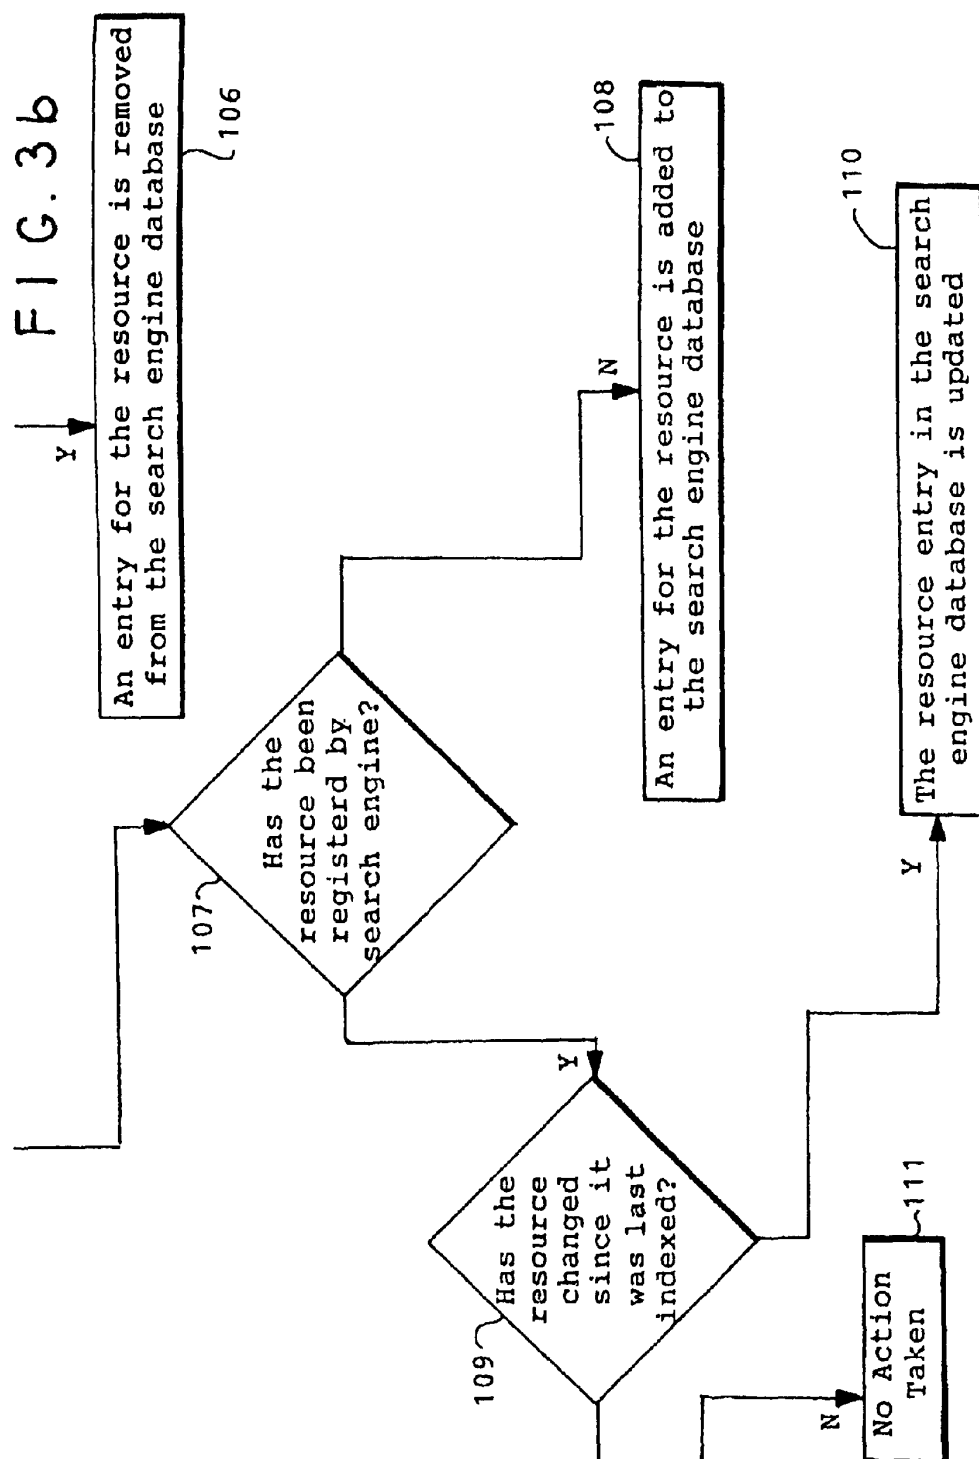 FIG.3b
Y
An entry for the resource is removed
from the search engine database
106
107
Has the
resource been
registerd by
search engine?
N
108
An entry for the resource is added to
the search engine database
Y
109
Has the
resource
changed
since it
was last
indexed?
Y
110
The resource entry in the search
engine database is updated
N
111
No Action
Taken